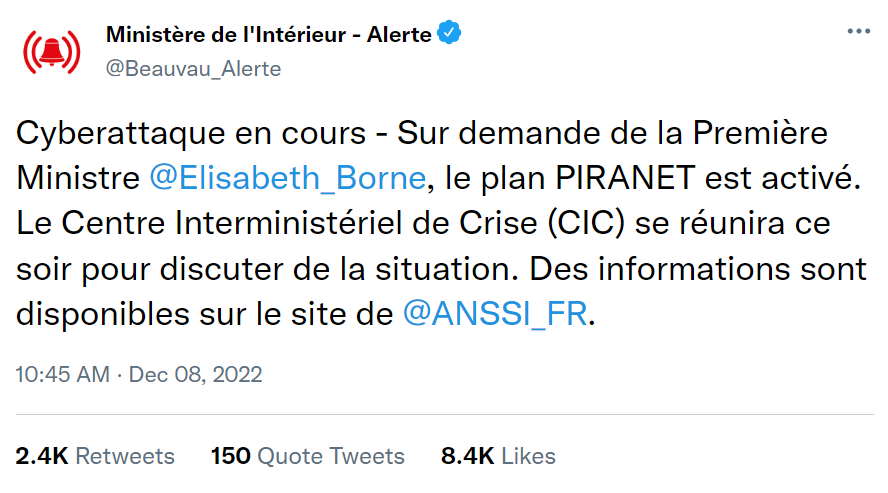 Ministère de l'Intérieur - Alerte
@Beauvau_Alerte
Cyberattaque en cours - Sur demande de la Première
Ministre @Elisabeth_Borne, le plan PIRANET est activé.
Le Centre Interministériel de Crise (CIC) se réunira ce
soir pour discuter de la situation. Des informations sont
disponibles sur le site de @ANSSI_FR.
10:45 AM · Dec 08, 2022
2.4K Retweets 150 Quote Tweets 8.4K Likes